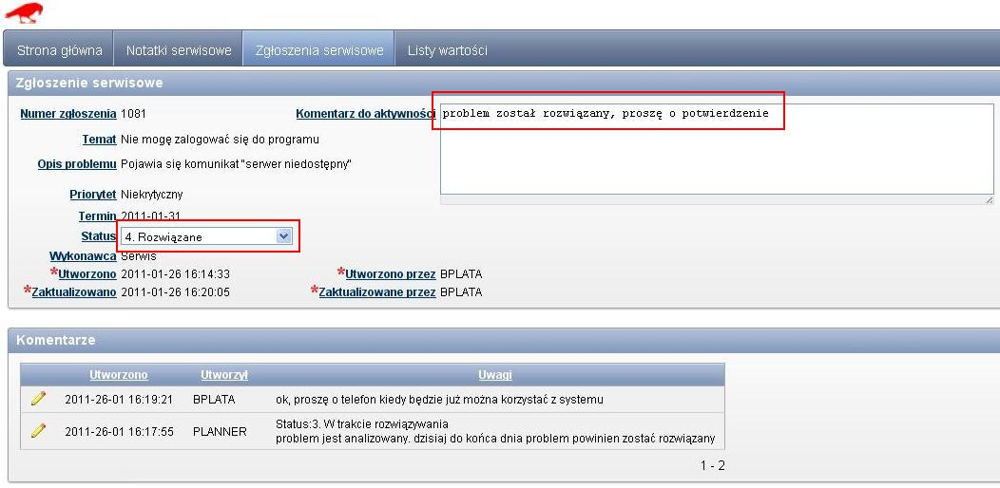 Strona główna Notatki serwisowe Zgłoszenia serwisowe Listy wartości
Zgłoszenie serwisowe
Numer zgłoszenia 1081 Komentarz do aktywności problem został rozwiązany, proszę o potwierdzenie
Temat Nie mogę zalogować się do programu
Opis problemu Pojawia się komunikat "serwer niedostępny"
Priorytet Niekrytyczny
Termin 2011-01-31
Status 4. Rozwiązane
Wykonawca Serwis
*Utworzono 2011-01-26 16:14:33 *Utworzono przez BPLATA
*Zaktualizowano 2011-01-26 16:20:05 *Zaktualizowane przez BPLATA
Komentarze
Utworzono Utworzył Uwagi
2011-26-01 16:19:21 BPLATA ok, proszę o telefon kiedy będzie już można korzystać z systemu
2011-26-01 16:17:55 PLANNER Status:3. W trakcie rozwiązywania
problem jest analizowany. dzisiaj do końca dnia problem powinien zostać rozwiązany
1 - 2